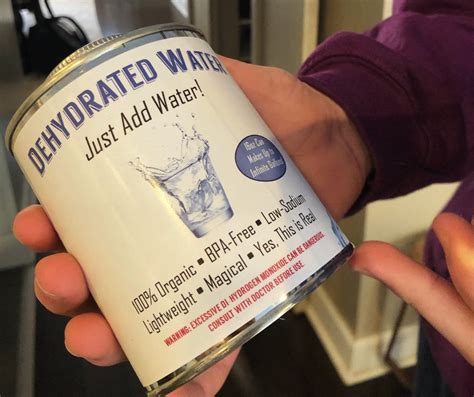 DEHYDRATED WATER
Just Add Water!
16oz Can
Makes Up to
Infinite Gallons!
100% Organic ▪ BPA-Free ▪ Low-Sodium
Lightweight ▪ Magical ▪ Yes, This is Real
WARNING: EXCESSIVE DI-HYDROGEN MONOXIDE CAN BE DANGEROUS.
CONSULT WITH DOCTOR BEFORE USE.